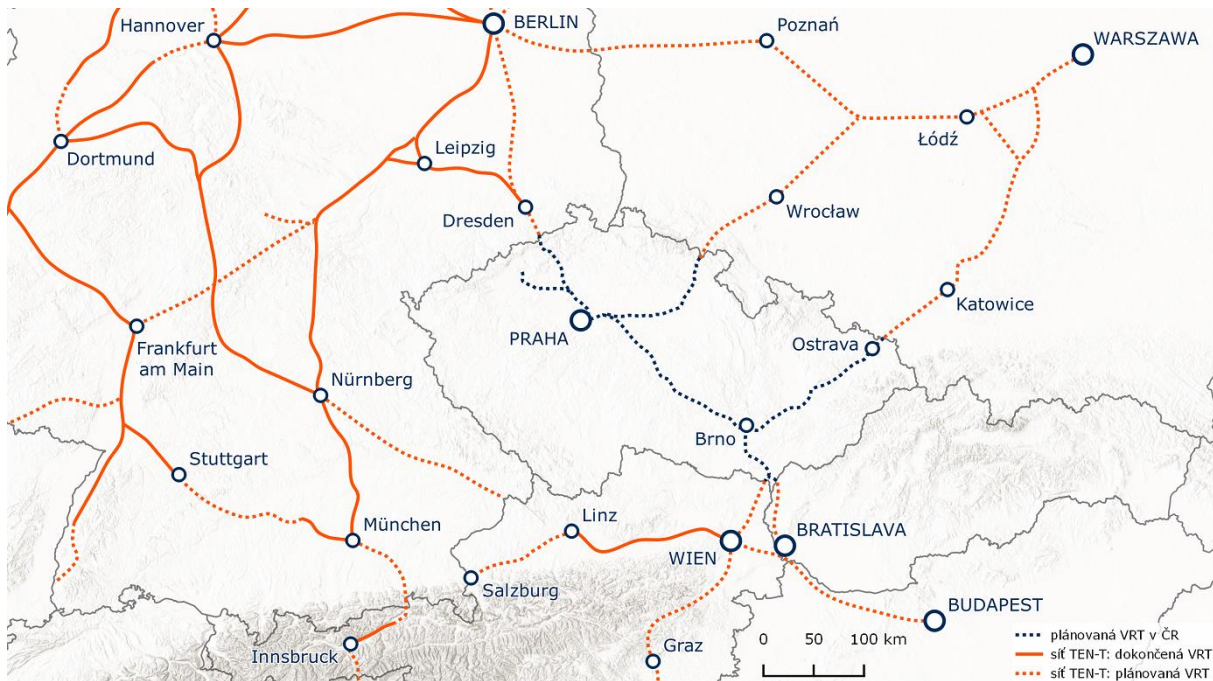 Hannover
BERLIN
Poznań
WARSZAWA
Dortmund
Leipzig
Łódź
Dresden
Wrocław
Katowice
PRAHA
Ostrava
Frankfurt
am Main
Nürnberg
Brno
Stuttgart
München
Linz
WIEN
BRATISLAVA
Salzburg
BUDAPEST
Innsbruck
Graz
0 50 100 km
plánovaná VRT v ČR
síť TEN-T: dokončená VRT
síť TEN-T: plánovaná VRT